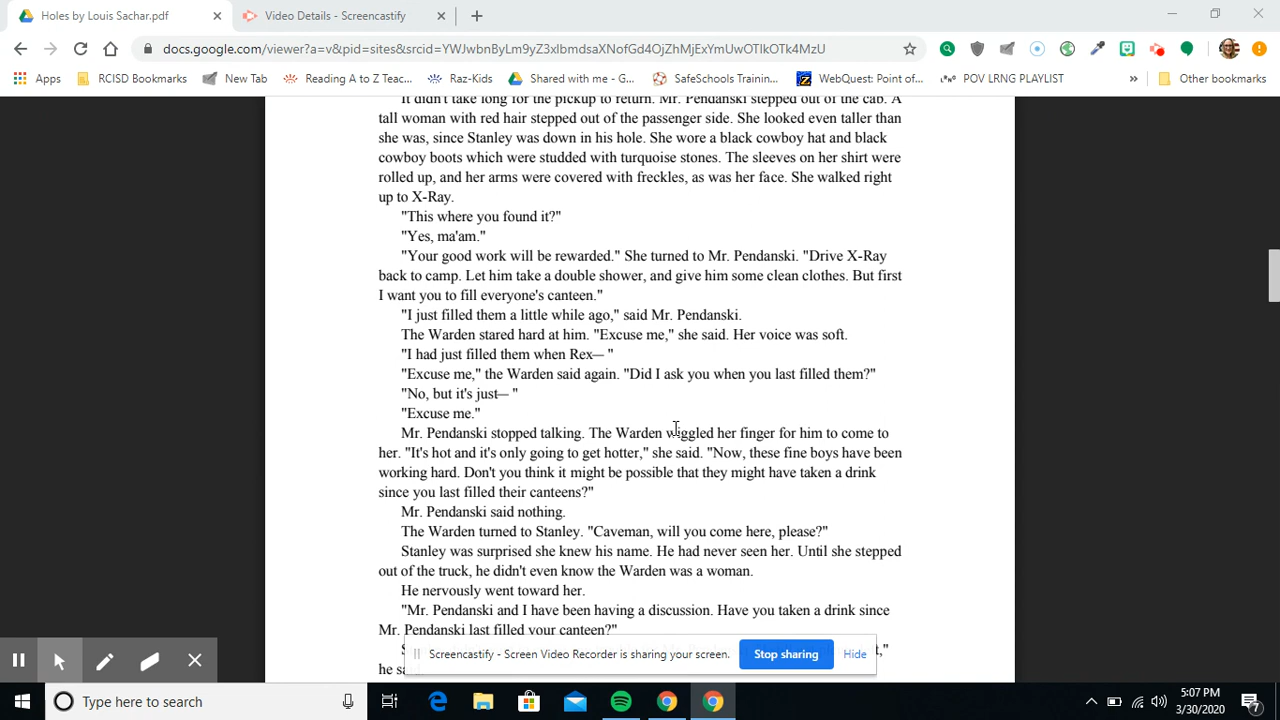 Holes by Louis Sachar.pdf
Video Details - Screencastify
docs.google.com/viewer?a=v&pid=sites&srcid=YWJwbnByLm9yZ3xlbmdsaXNofGd4OjZhMjExYmUwOTlkOTk4MzU
Apps
RCISD Bookmarks
New Tab
Reading A to Z Teac...
Raz-Kids
Shared with me - G...
SafeSchools Trainin...
WebQuest: Point of...
POV LRNG PLAYLIST
Other bookmarks
It didn't take long for the pickup to return. Mr. Pendanski stepped out of the cab. A
tall woman with red hair stepped out of the passenger side. She looked even taller than
she was, since Stanley was down in his hole. She wore a black cowboy hat and black
cowboy boots which were studded with turquoise stones. The sleeves on her shirt were
rolled up, and her arms were covered with freckles, as was her face. She walked right
up to X-Ray.
"This where you found it?"
"Yes, ma'am."
"Your good work will be rewarded." She turned to Mr. Pendanski. "Drive X-Ray
back to camp. Let him take a double shower, and give him some clean clothes. But first
I want you to fill everyone's canteen."
"I just filled them a little while ago," said Mr. Pendanski.
The Warden stared hard at him. "Excuse me," she said. Her voice was soft.
"I had just filled them when Rex— "
"Excuse me," the Warden said again. "Did I ask you when you last filled them?"
"No, but it's just— "
"Excuse me."
Mr. Pendanski stopped talking. The Warden wiggled her finger for him to come to
her. "It's hot and it's only going to get hotter," she said. "Now, these fine boys have been
working hard. Don't you think it might be possible that they might have taken a drink
since you last filled their canteens?"
Mr. Pendanski said nothing.
The Warden turned to Stanley. "Caveman, will you come here, please?"
Stanley was surprised she knew his name. He had never seen her. Until she stepped
out of the truck, he didn't even know the Warden was a woman.
He nervously went toward her.
"Mr. Pendanski and I have been having a discussion. Have you taken a drink since
Mr. Pendanski last filled your canteen?"
he
Screencastify - Screen Video Recorder is sharing your screen.
Stop sharing
Hide
Type here to search
5:07 PM
3/30/2020
7